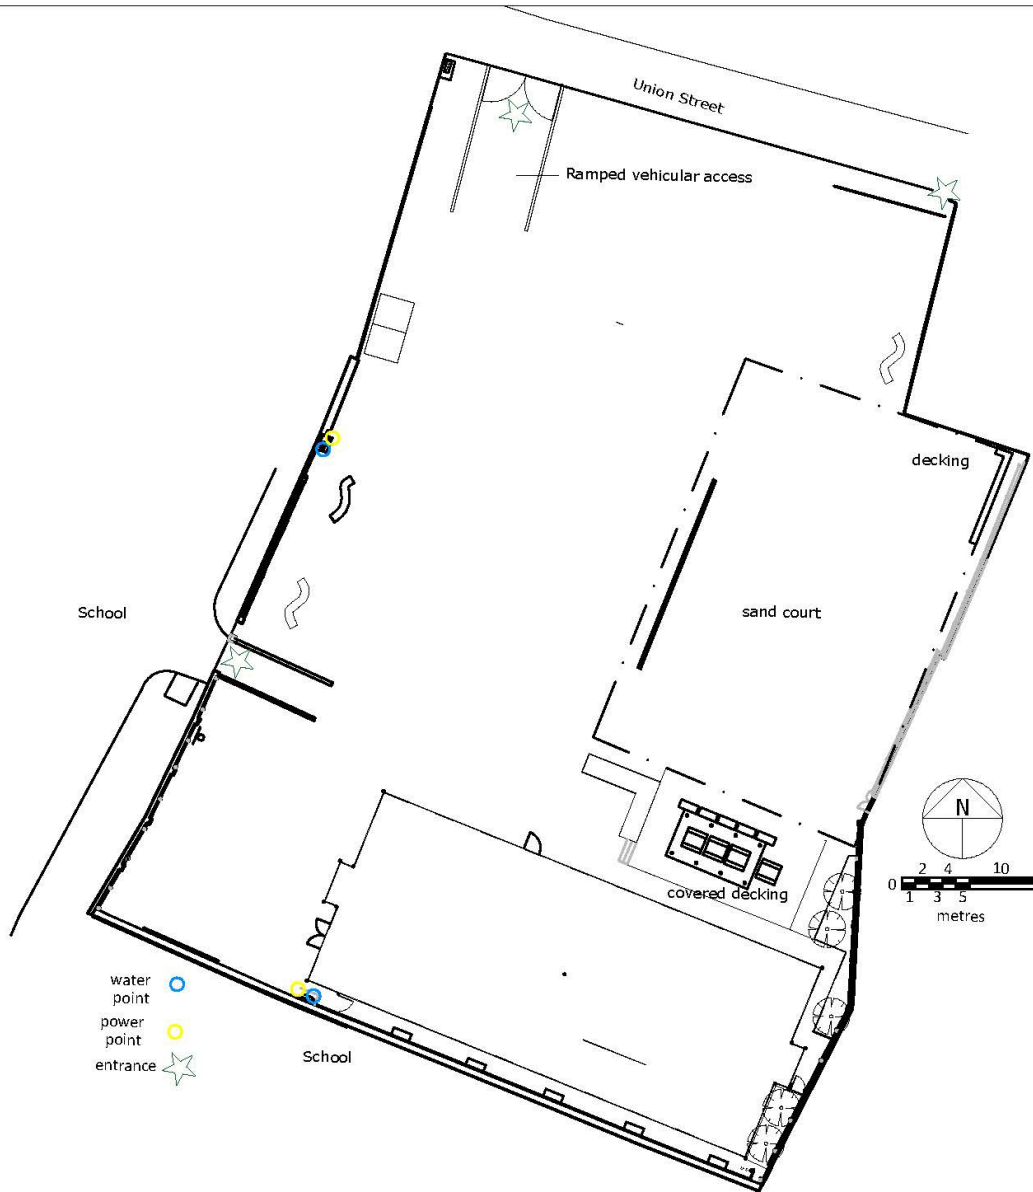 Union Street
Ramped vehicular access
decking
School
sand court
N
covered decking
0 2 4 10
1 3 5
metres
water
point
power
point
entrance
School